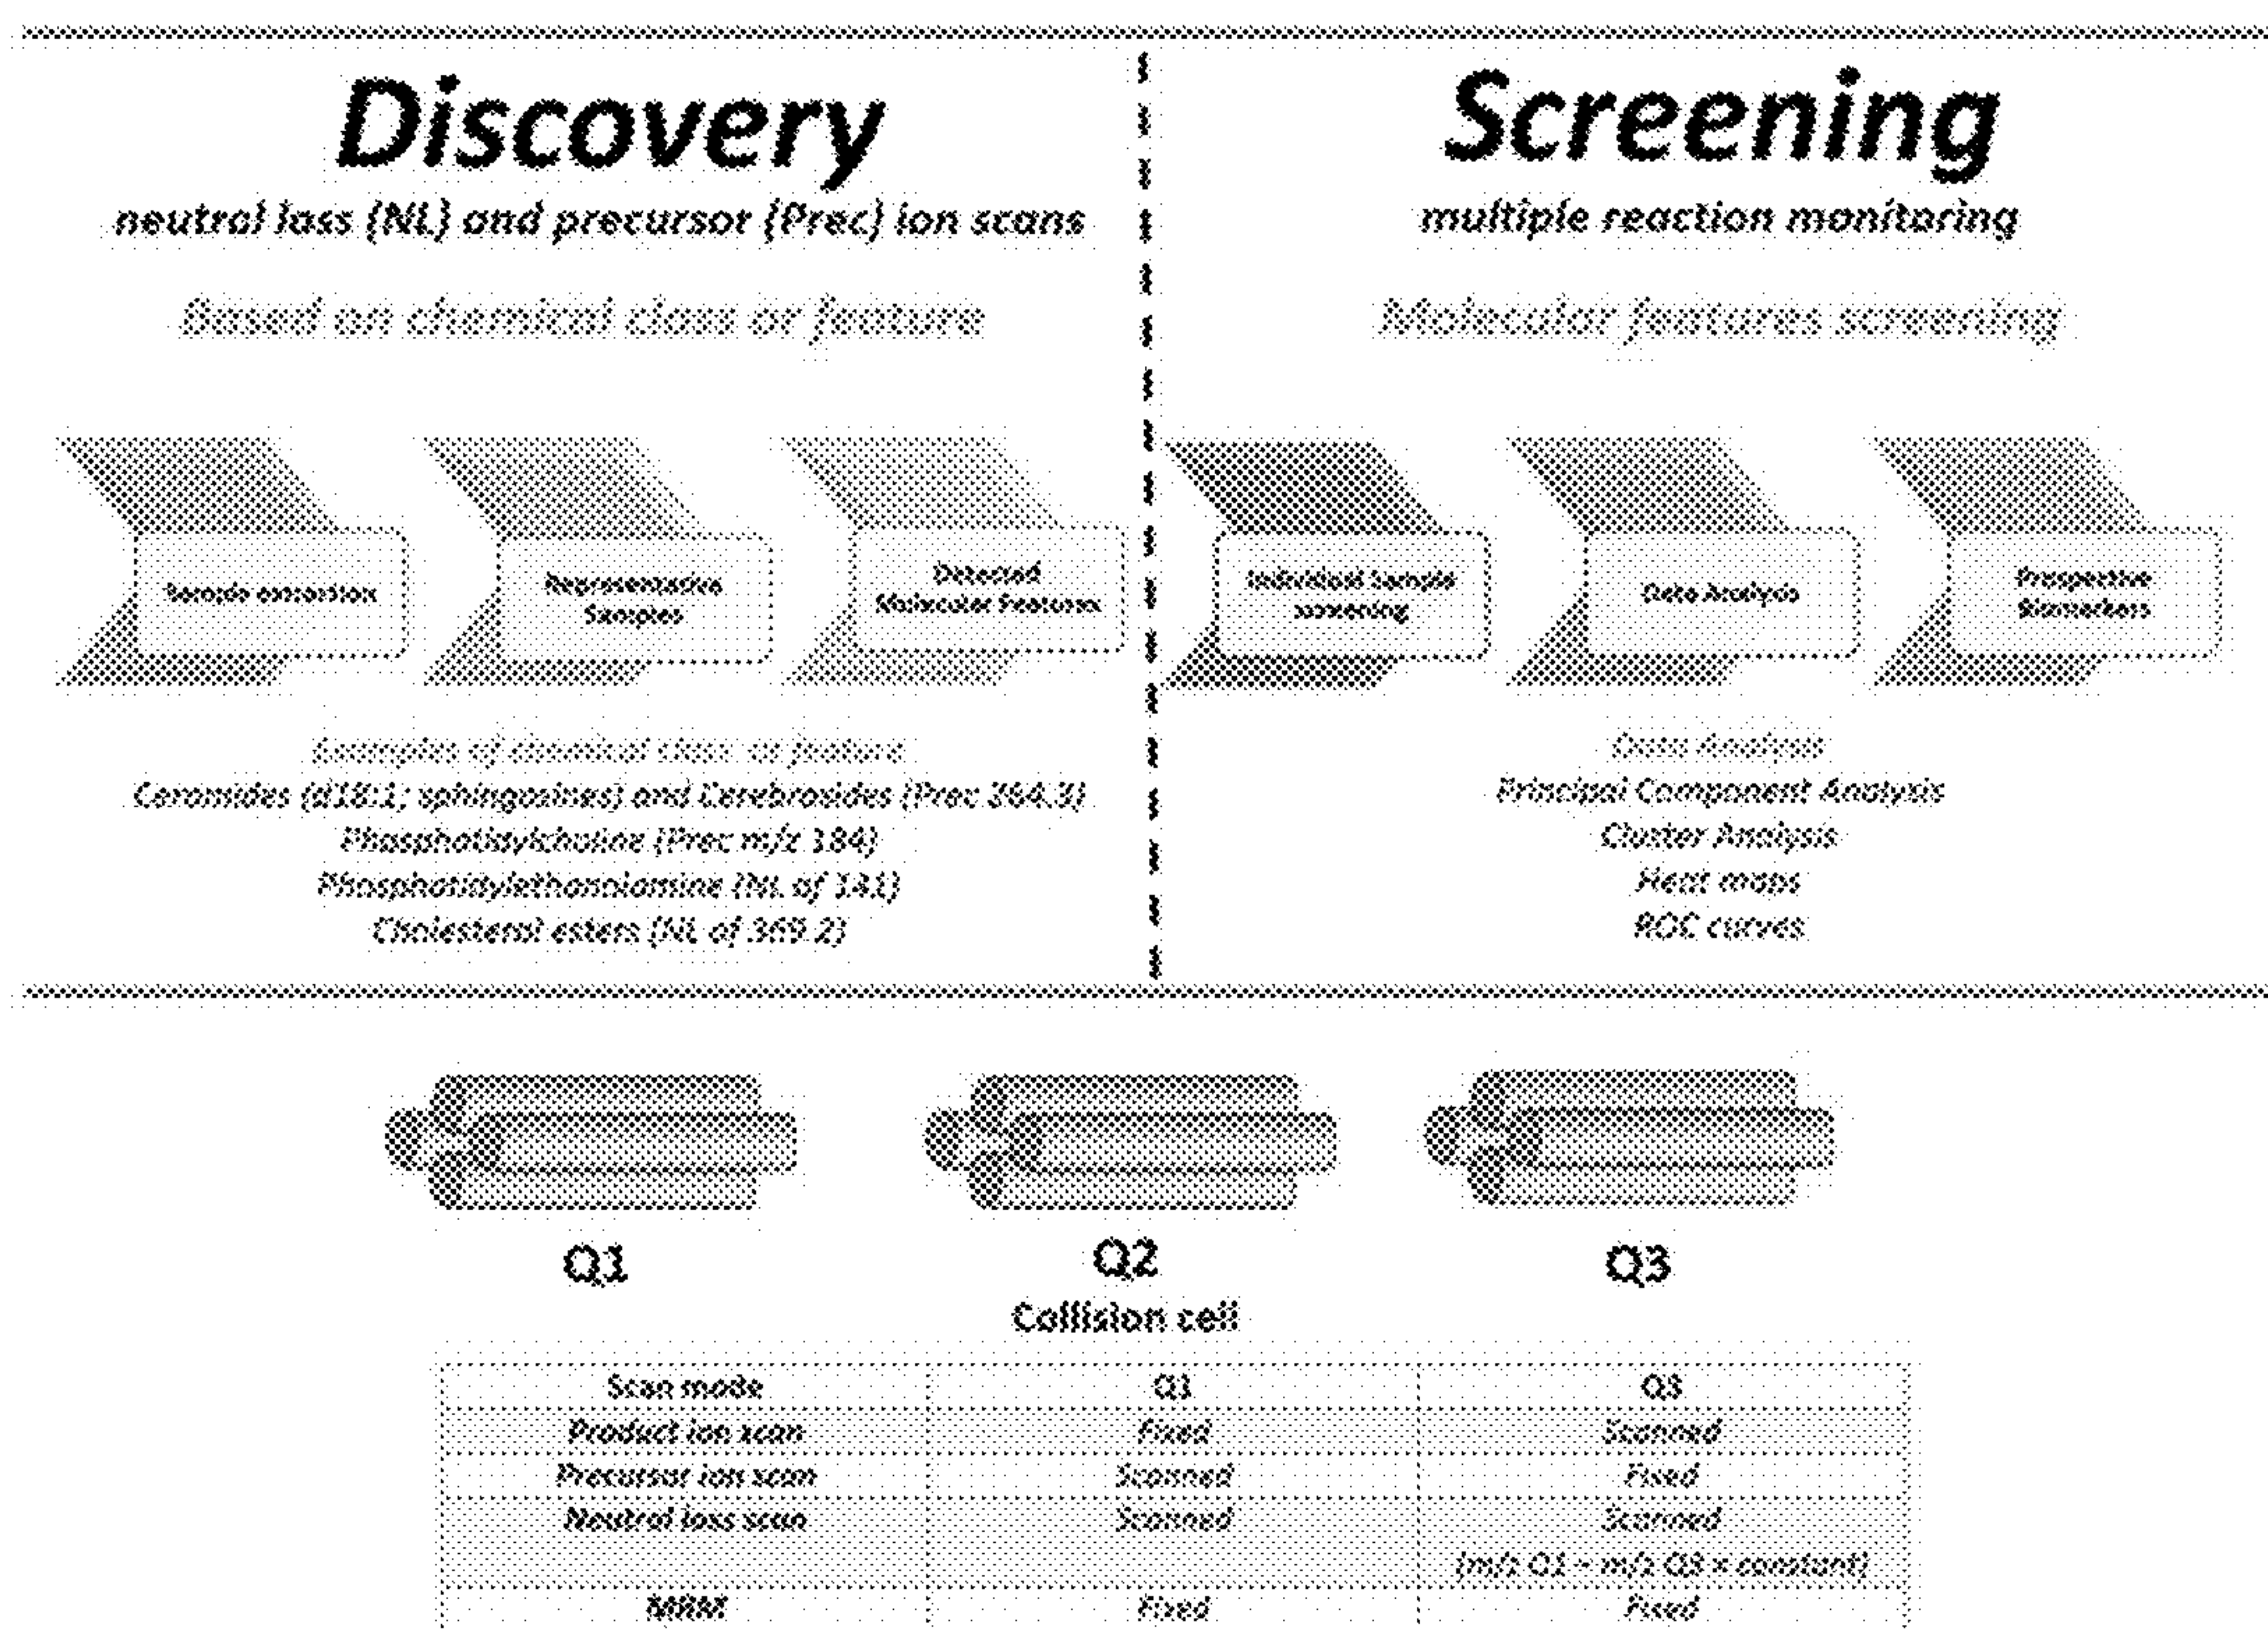 Discovery
neutral loss (NL) and precursor (Prec) ion scans
Based on chemical class or feature
Screening
multiple reaction monitoring
Molecular features screening
Sample extraction
Representative
Samples
Detected
Molecular Features
Individual Sample
screening
Data Analysis
Prospective
Biomarkers
Examples of chemical class or feature
Ceramides (d18:1; sphingosines) and Cerebrosides (Prec 264.3)
Phosphatidylcholine (Prec m/z 184)
Phosphatidylethanolamine (NL of 141)
Cholesterol esters (NL of 369.2)
Data Analysis
Principal Component Analysis
Cluster Analysis
Heat maps
ROC curves
Q1
Q2
Q3
Collision cell
Scan mode Q1 Q3
Product ion scan Fixed Scanned
Precursor ion scan Scanned Fixed
Neutral loss scan Scanned Scanned
(m/z Q1 - m/z Q3 = constant)
MRM Fixed Fixed